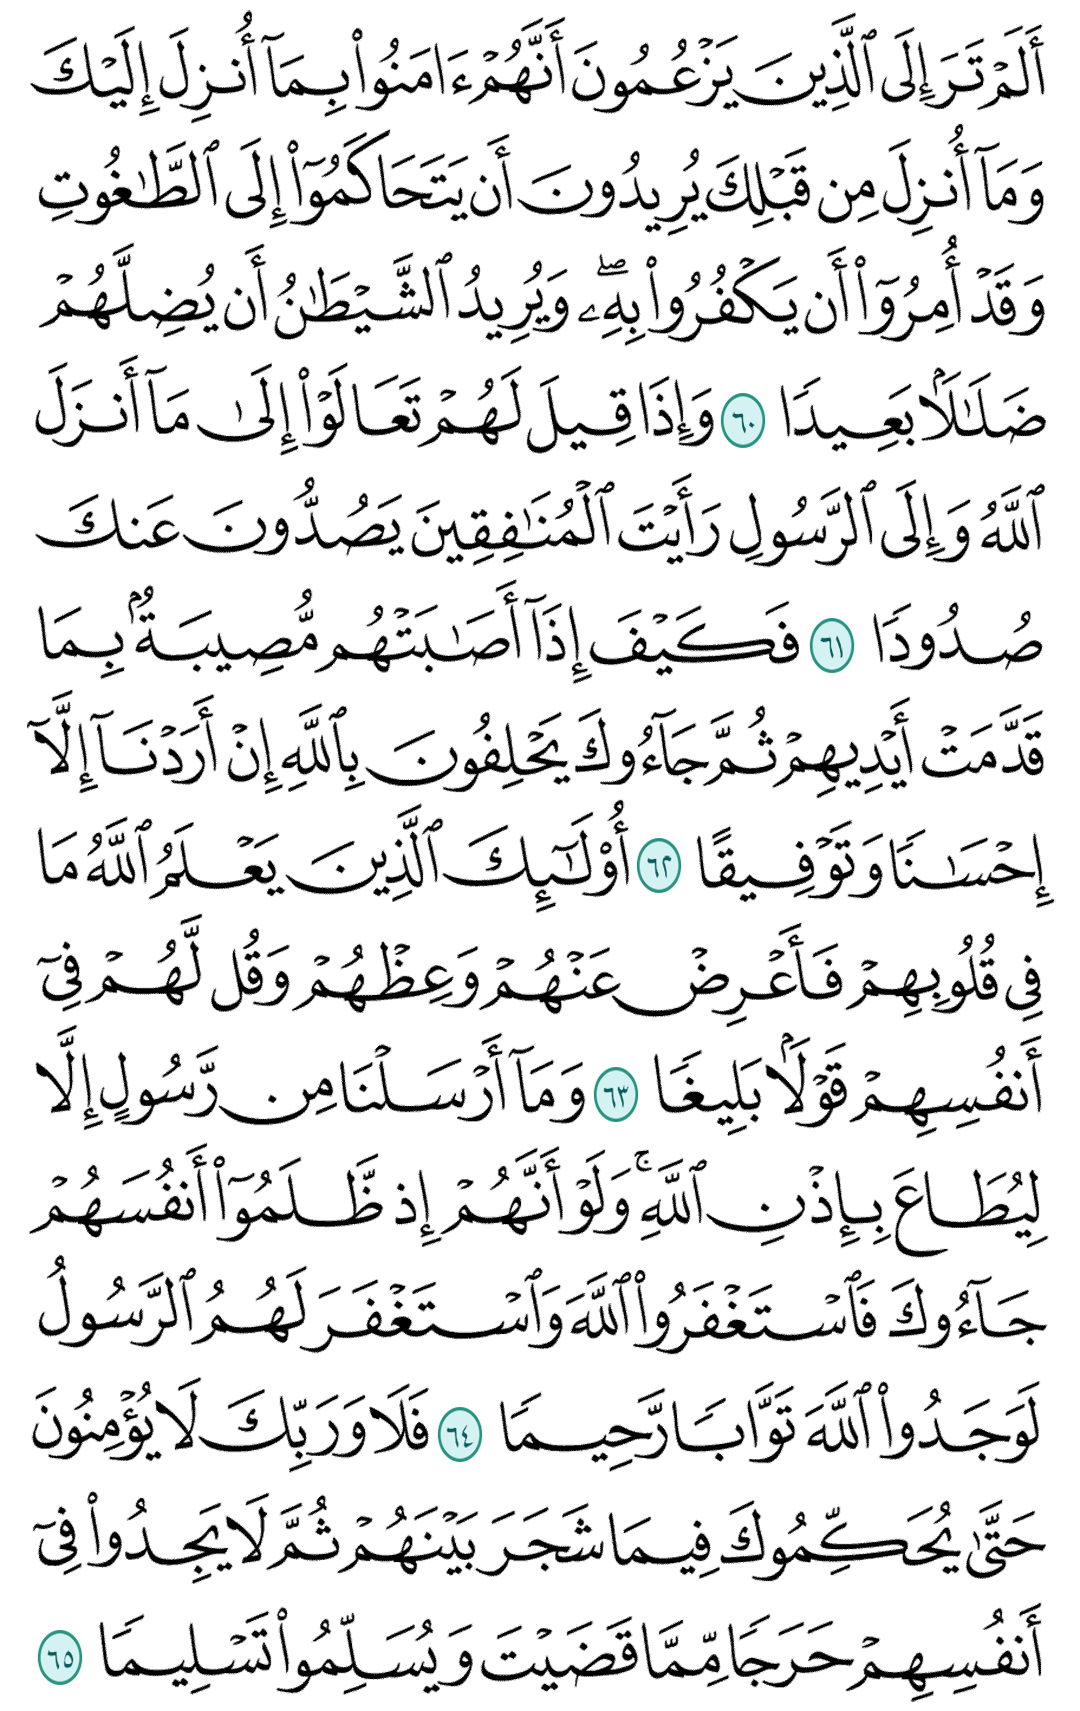 أَلَمْ تَرَ إِلَى ٱلَّذِينَ يَزْعُمُونَ أَنَّهُمْ ءَامَنُوا۟ بِمَآ أُنزِلَ إِلَيْكَ
وَمَآ أُنزِلَ مِن قَبْلِكَ يُرِيدُونَ أَن يَتَحَاكَمُوٓا۟ إِلَى ٱلطَّٰغُوتِ
وَقَدْ أُمِرُوٓا۟ أَن يَكْفُرُوا۟ بِهِۦۖ وَيُرِيدُ ٱلشَّيْطَٰنُ أَن يُضِلَّهُمْ
ضَلَٰلًۢا بَعِيدًا ٦٠ وَإِذَا قِيلَ لَهُمْ تَعَالَوْا۟ إِلَىٰ مَآ أَنزَلَ
ٱللَّهُ وَإِلَى ٱلرَّسُولِ رَأَيْتَ ٱلْمُنَٰفِقِينَ يَصُدُّونَ عَنكَ
صُدُودًا ٦١ فَكَيْفَ إِذَآ أَصَٰبَتْهُم مُّصِيبَةٌۢ بِمَا
قَدَّمَتْ أَيْدِيهِمْ ثُمَّ جَآءُوكَ يَحْلِفُونَ بِٱللَّهِ إِنْ أَرَدْنَآ إِلَّآ
إِحْسَٰنًا وَتَوْفِيقًا ٦٢ أُو۟لَٰٓئِكَ ٱلَّذِينَ يَعْلَمُ ٱللَّهُ مَا
فِى قُلُوبِهِمْ فَأَعْرِضْ عَنْهُمْ وَعِظْهُمْ وَقُل لَّهُمْ فِىٓ
أَنفُسِهِمْ قَوْلًۢا بَلِيغًا ٦٣ وَمَآ أَرْسَلْنَا مِن رَّسُولٍ إِلَّا
لِيُطَاعَ بِإِذْنِ ٱللَّهِۚ وَلَوْ أَنَّهُمْ إِذ ظَّلَمُوٓا۟ أَنفُسَهُمْ
جَآءُوكَ فَٱسْتَغْفَرُوا۟ ٱللَّهَ وَٱسْتَغْفَرَ لَهُمُ ٱلرَّسُولُ
لَوَجَدُوا۟ ٱللَّهَ تَوَّابًا رَّحِيمًا ٦٤ فَلَا وَرَبِّكَ لَا يُؤْمِنُونَ
حَتَّىٰ يُحَكِّمُوكَ فِيمَا شَجَرَ بَيْنَهُمْ ثُمَّ لَا يَجِدُوا۟ فِىٓ
أَنفُسِهِمْ حَرَجًا مِّمَّا قَضَيْتَ وَيُسَلِّمُوا۟ تَسْلِيمًا ٦٥